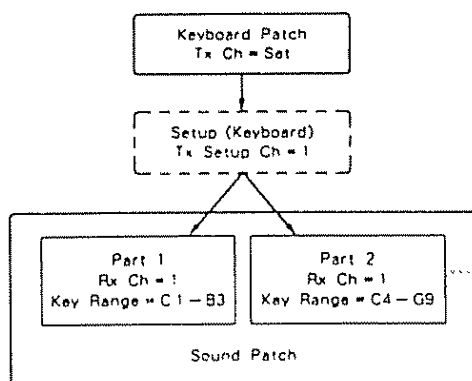 Keyboard Patch
Tx Ch = Set
Setup (Keyboard)
Tx Setup Ch = 1
Part 1
Rx Ch = 1
Key Range = C1 – B3
Part 2
Rx Ch = 1
Key Range = C4 – G9
Sound Patch